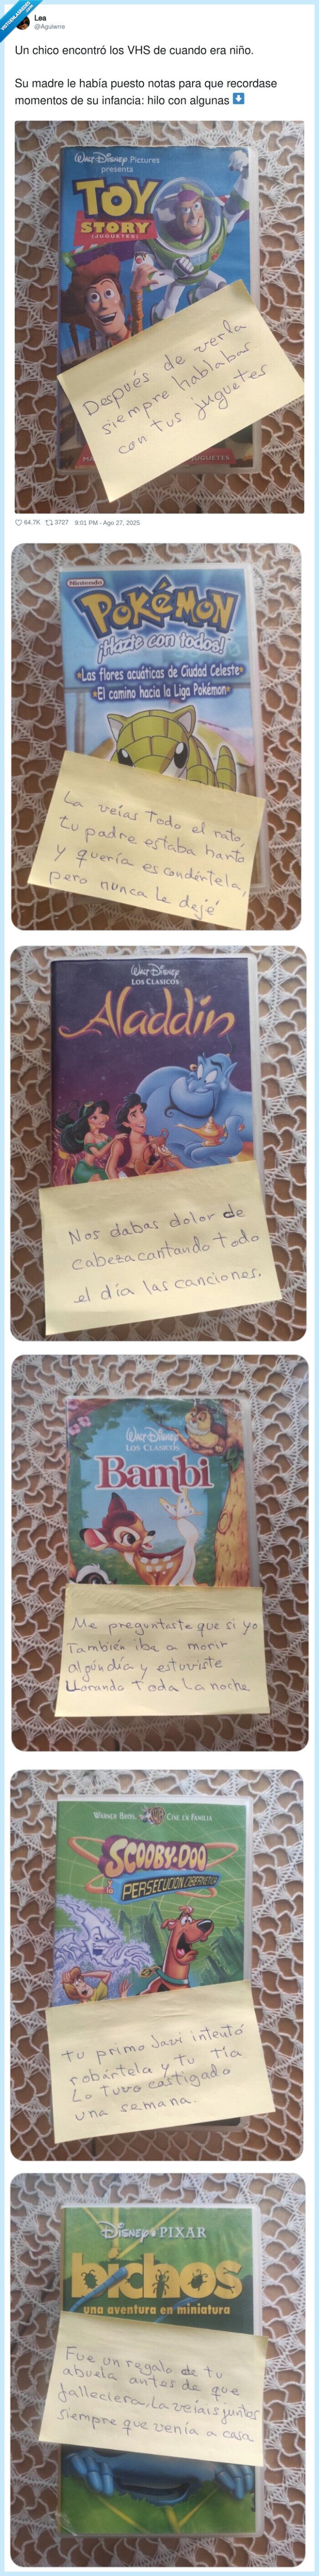 VISTOENLASREDES.COM
Lea
@Aguiwrre
Un chico encontró los VHS de cuando era niño.
Su madre le había puesto notas para que recordase
momentos de su infancia: hilo con algunas
WALT DISNEY Pictures
presenta
TOY
STORY
(JUGUETES)
Después de verla
siempre hablabas
con tus juguetes
JUGUETES
64.7K 3727 9:01 PM - Ago 27, 2025
Nintendo
POKéMON
¡Hazte con todos!
•Las flores acuáticas de Ciudad Celeste•
•El camino hacia la Liga Pokémon•
La veías Todo el rato,
tu padre estaba harto
y quería escondértela,
pero nunca le dejé
WALT DISNEY
LOS CLASICOS
Aladdin
Nos dabas dolor de
cabeza cantando todo
el día las canciones.
WALT DISNEY
LOS CLASICOS
Bambi
Me preguntaste que si yo
También iba a morir
algún día y estuviste
llorando toda la noche
WARNER BROS. CINE EN FAMILIA
SCOOBY-DOO
Y la
PERSECUCIÓN CIBERNÉTICA
tu primo Javi intentó
robártela y tu tía
Lo tuvo castigado
una semana.
DISNEY • PIXAR
bichos
una aventura en miniatura
Fue un regalo de tu
abuela antes de que
falleciera. La veíais juntos
siempre que venía a casa